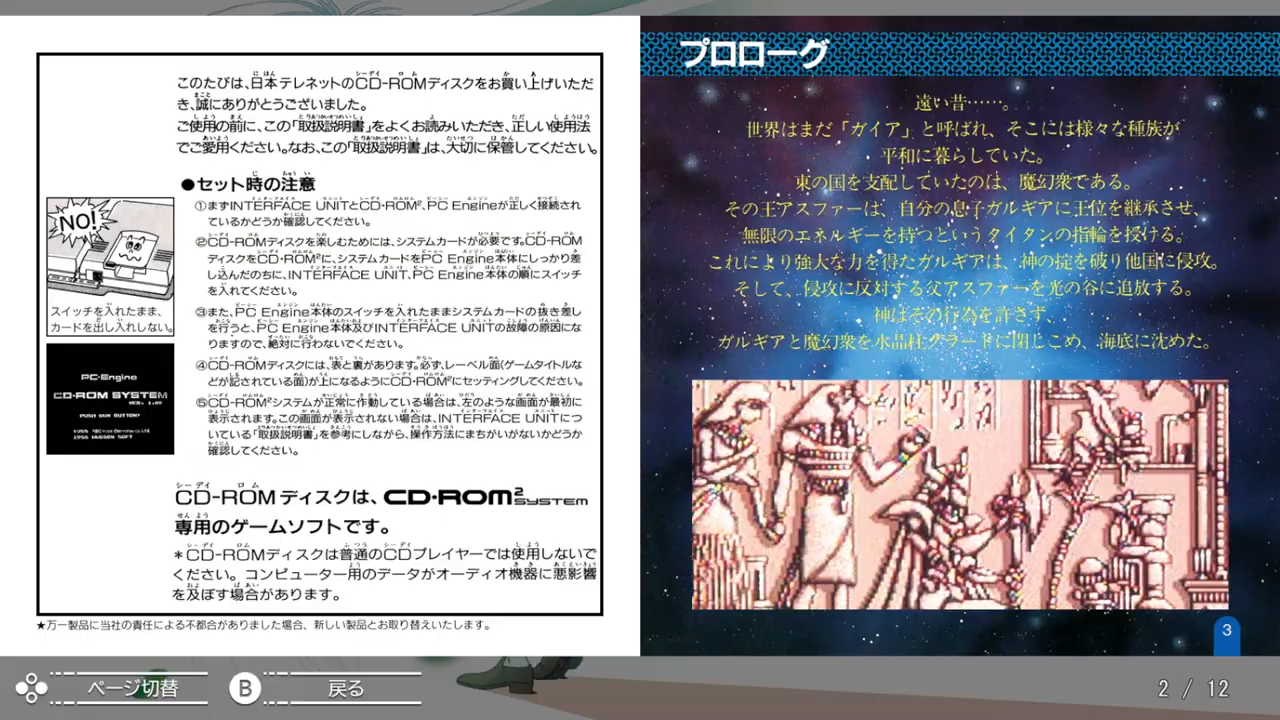 このたびは、日本テレネットのCD-ROMディスクをお買い上げいただ
き、誠にありがとうございました。
ご使用の前に、この「取扱説明書」をよくお読みいただき、正しい使用法
でご愛用ください。なお、この「取扱説明書」は、大切に保管してください。
●セット時の注意
①まずINTERFACE UNITとCD-ROM²、PC Engineが正しく接続され
ているかどうか確認してください。
②CD-ROMディスクを楽しむためには、システムカードが必要です。CD-ROM
ディスクをCD-ROM²に、システムカードをPC Engine本体にしっかり差
し込んだのちに、INTERFACE UNIT、PC Engine本体の順にスイッチ
を入れてください。
③また、PC Engine本体のスイッチを入れたままシステムカードの抜き差し
を行うと、PC Engine本体及びINTERFACE UNITの故障の原因にな
りますので、絶対に行わないでください。
④CD-ROMディスクには、表と裏があります。必ず、レーベル面(ゲームタイトルな
どが記されている面)が上になるようにCD-ROM²にセッティングしてください。
⑤CD-ROM²システムが正常に作動している場合は、左のような画面が最初に
表示されます。この画面が表示されない場合は、INTERFACE UNITにつ
いている「取扱説明書」を参考にしながら、操作方法にまちがいがないかどうか
確認してください。
NO!
スイッチを入れたまま、
カードを出し入れしない。
PC-Engine
CD-ROM SYSTEM
PUSH RUN BUTTON!
CD-ROMディスクは、CD・ROM² SYSTEM
専用のゲームソフトです。
＊CD-ROMディスクは普通のCDプレイヤーでは使用しないで
ください。コンピューター用のデータがオーディオ機器に悪影響
を及ぼす場合があります。
★万一製品に当社の責任による不都合がありました場合、新しい製品とお取り替えいたします。
プロローグ
遠い昔……。
世界はまだ「ガイア」と呼ばれ、そこには様々な種族が
平和に暮らしていた。
東の国を支配していたのは、魔幻衆である。
その王アスファーは、自分の息子ガルギアに王位を継承させ、
無限のエネルギーを持つというタイタンの指輪を授ける。
これにより強大な力を得たガルギアは、神の掟を破り他国に侵攻。
そして、侵攻に反対する父アスファーを光の谷に追放する。
神はその行為を許さず、
ガルギアと魔幻衆を水晶柱グラードに閉じこめ、海底に沈めた。
3
ページ切替
B
戻る
2 / 12